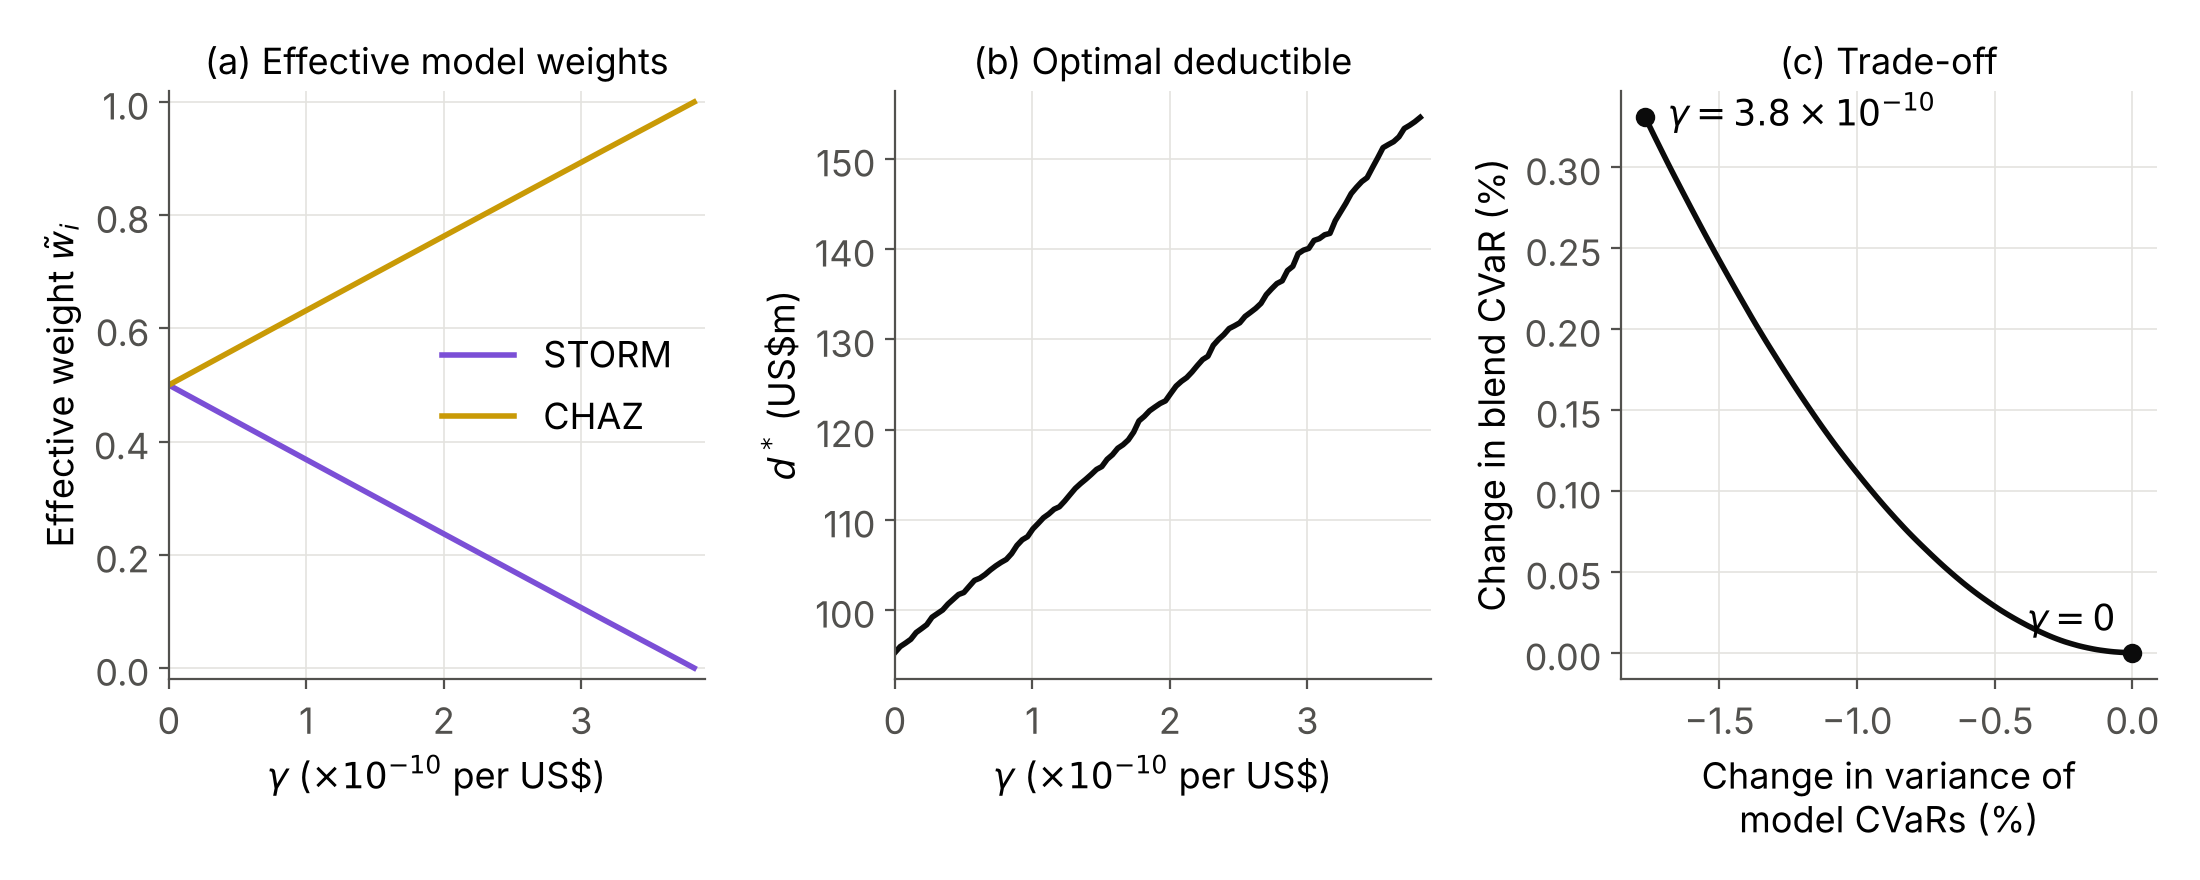 (a) Effective model weights
Effective weight w̃ᵢ
1.0
0.8
0.6
0.4
0.2
0.0
STORM
CHAZ
0 1 2 3
γ (×10⁻¹⁰ per US$)
(b) Optimal deductible
d* (US$m)
150
140
130
120
110
100
0 1 2 3
γ (×10⁻¹⁰ per US$)
(c) Trade-off
Change in blend CVaR (%)
0.30
0.25
0.20
0.15
0.10
0.05
0.00
γ = 3.8 × 10⁻¹⁰
γ = 0
−1.5 −1.0 −0.5 0.0
Change in variance of
model CVaRs (%)